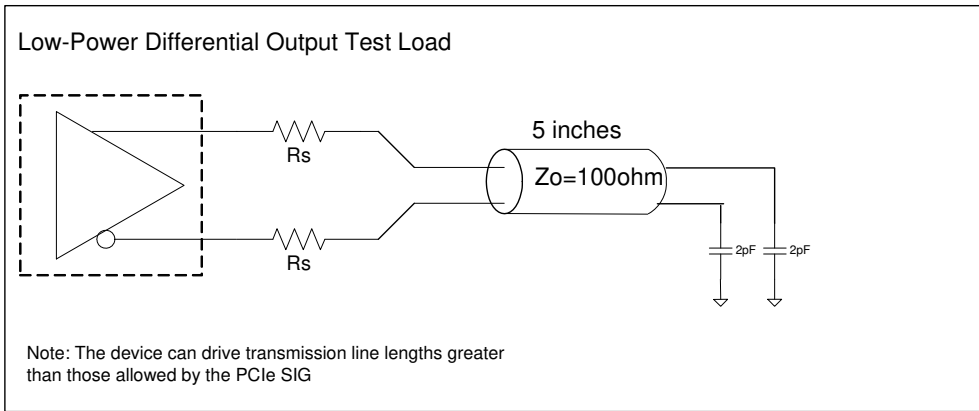 Low-Power Differential Output Test Load
Rs
Rs
5 inches
Zo=100ohm
2pF
2pF
Note: The device can drive transmission line lengths greater
than those allowed by the PCIe SIG